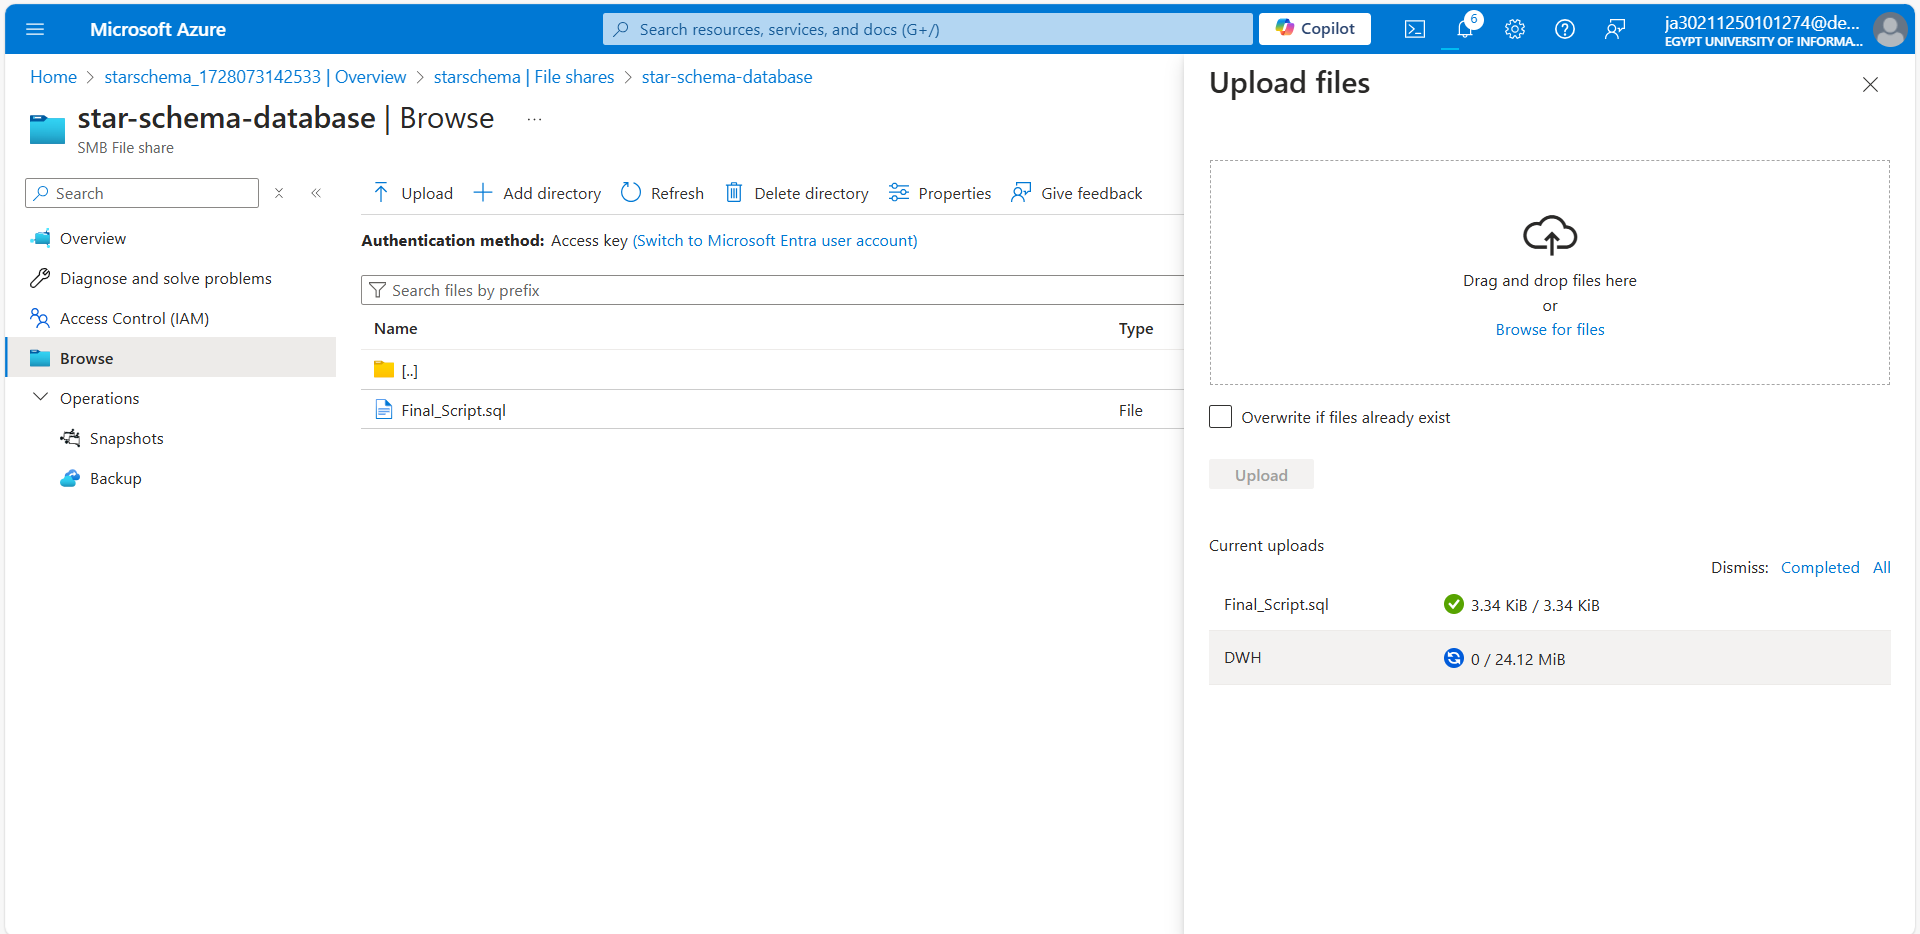 Microsoft Azure
Search resources, services, and docs (G+/)
Copilot
6
ja30211250101274@de...
EGYPT UNIVERSITY OF INFORMA...
Home > starschema_1728073142533 | Overview > starschema | File shares > star-schema-database
star-schema-database | Browse ...
SMB File share
Search
Overview
Diagnose and solve problems
Access Control (IAM)
Browse
Operations
Snapshots
Backup
Upload Add directory Refresh Delete directory Properties Give feedback
Authentication method: Access key (Switch to Microsoft Entra user account)
Search files by prefix
Name Type
[..]
Final_Script.sql File
Upload files
Drag and drop files here
or
Browse for files
Overwrite if files already exist
Upload
Current uploads
Dismiss: Completed All
Final_Script.sql 3.34 KiB / 3.34 KiB
DWH 0 / 24.12 MiB